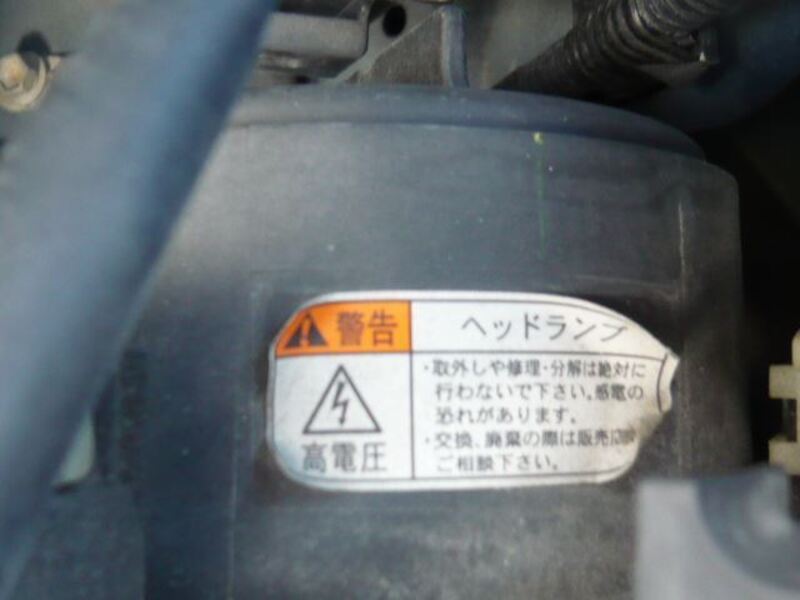 警告
ヘッドランプ
高電圧
・取外しや修理・分解は絶対に
行わないで下さい。感電の
恐れがあります。
・交換、廃棄の際は販売
ご相談下さい。